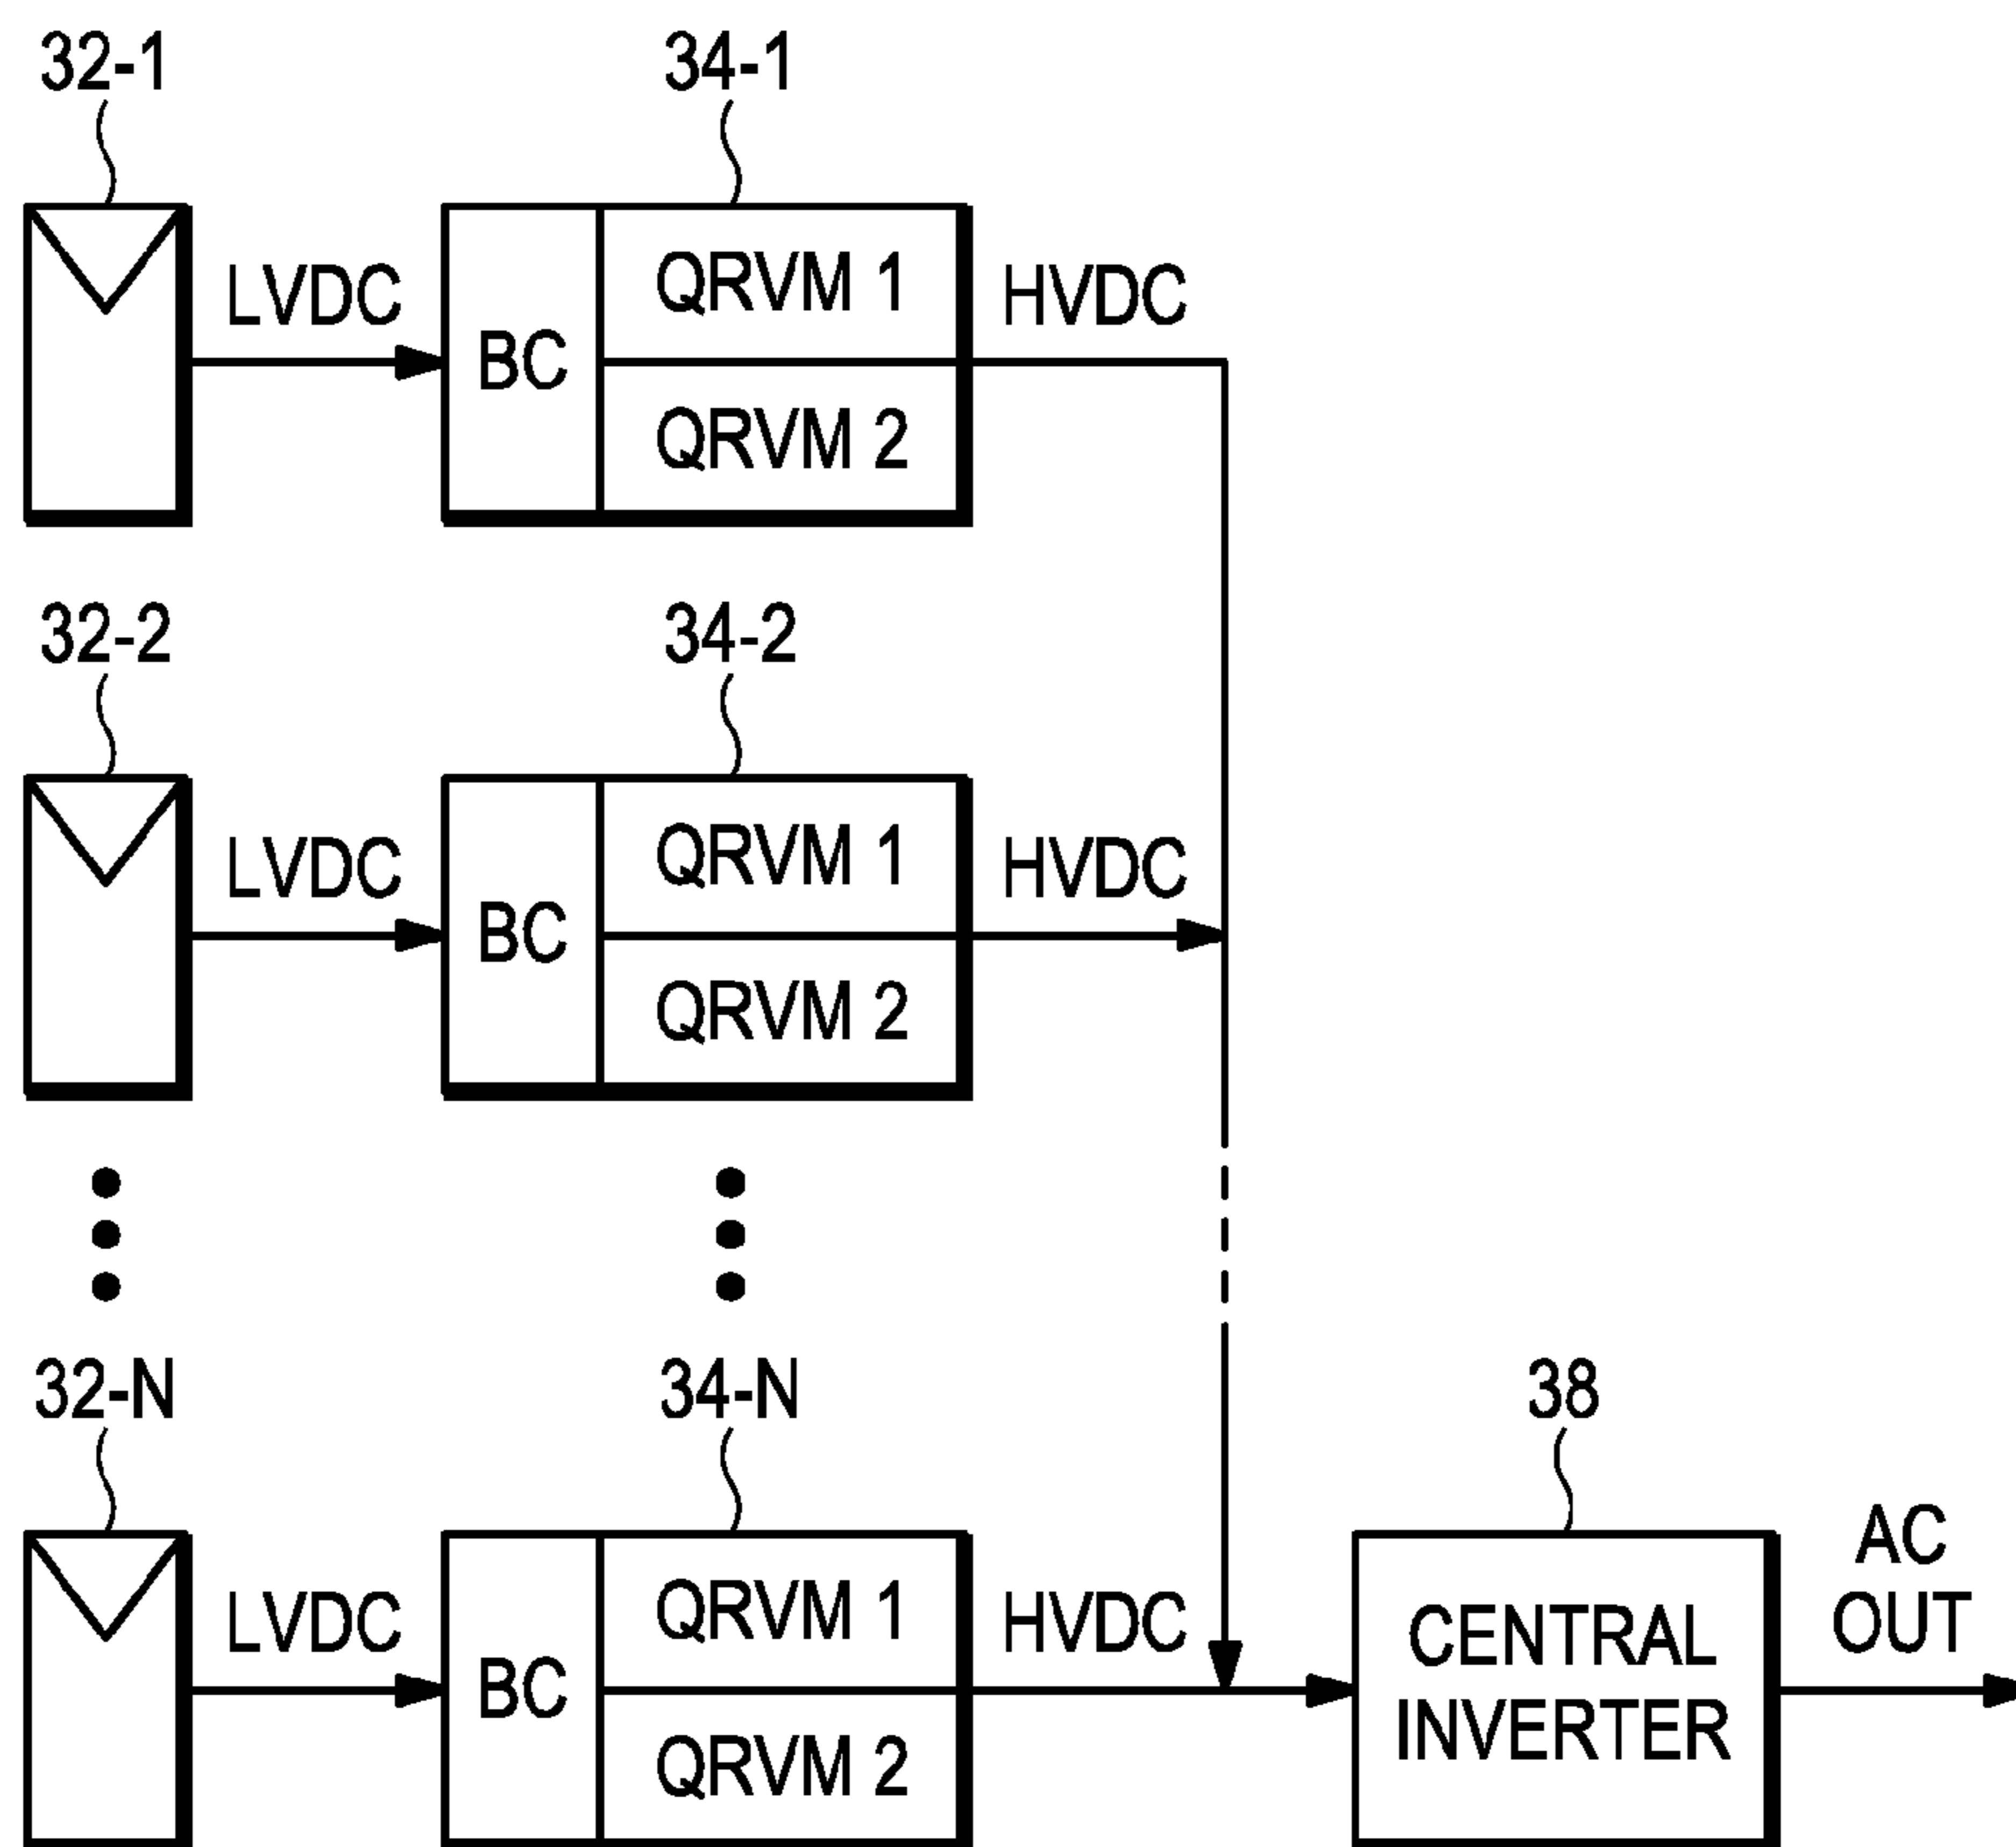 32-1
34-1
LVDC
BC
QRVM 1
QRVM 2
HVDC
32-2
34-2
LVDC
BC
QRVM 1
QRVM 2
HVDC
32-N
34-N
38
LVDC
BC
QRVM 1
QRVM 2
HVDC
CENTRAL
INVERTER
AC
OUT